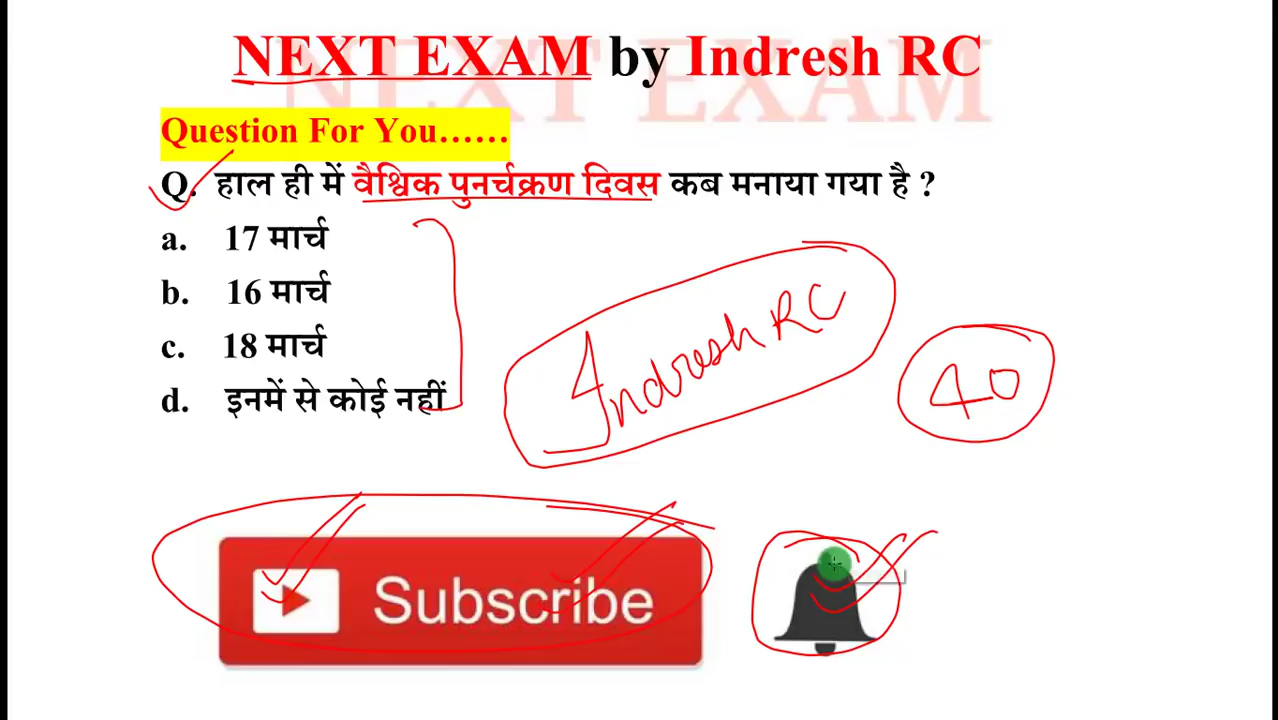 NEXT EXAM by Indresh RC
NEXT EXAM
Question For You……
Q. हाल ही में वैश्विक पुनर्चक्रण दिवस कब मनाया गया है ?
a. 17 मार्च
b. 16 मार्च
c. 18 मार्च
d. इनमें से कोई नहीं
Indresh RC
40
Subscribe